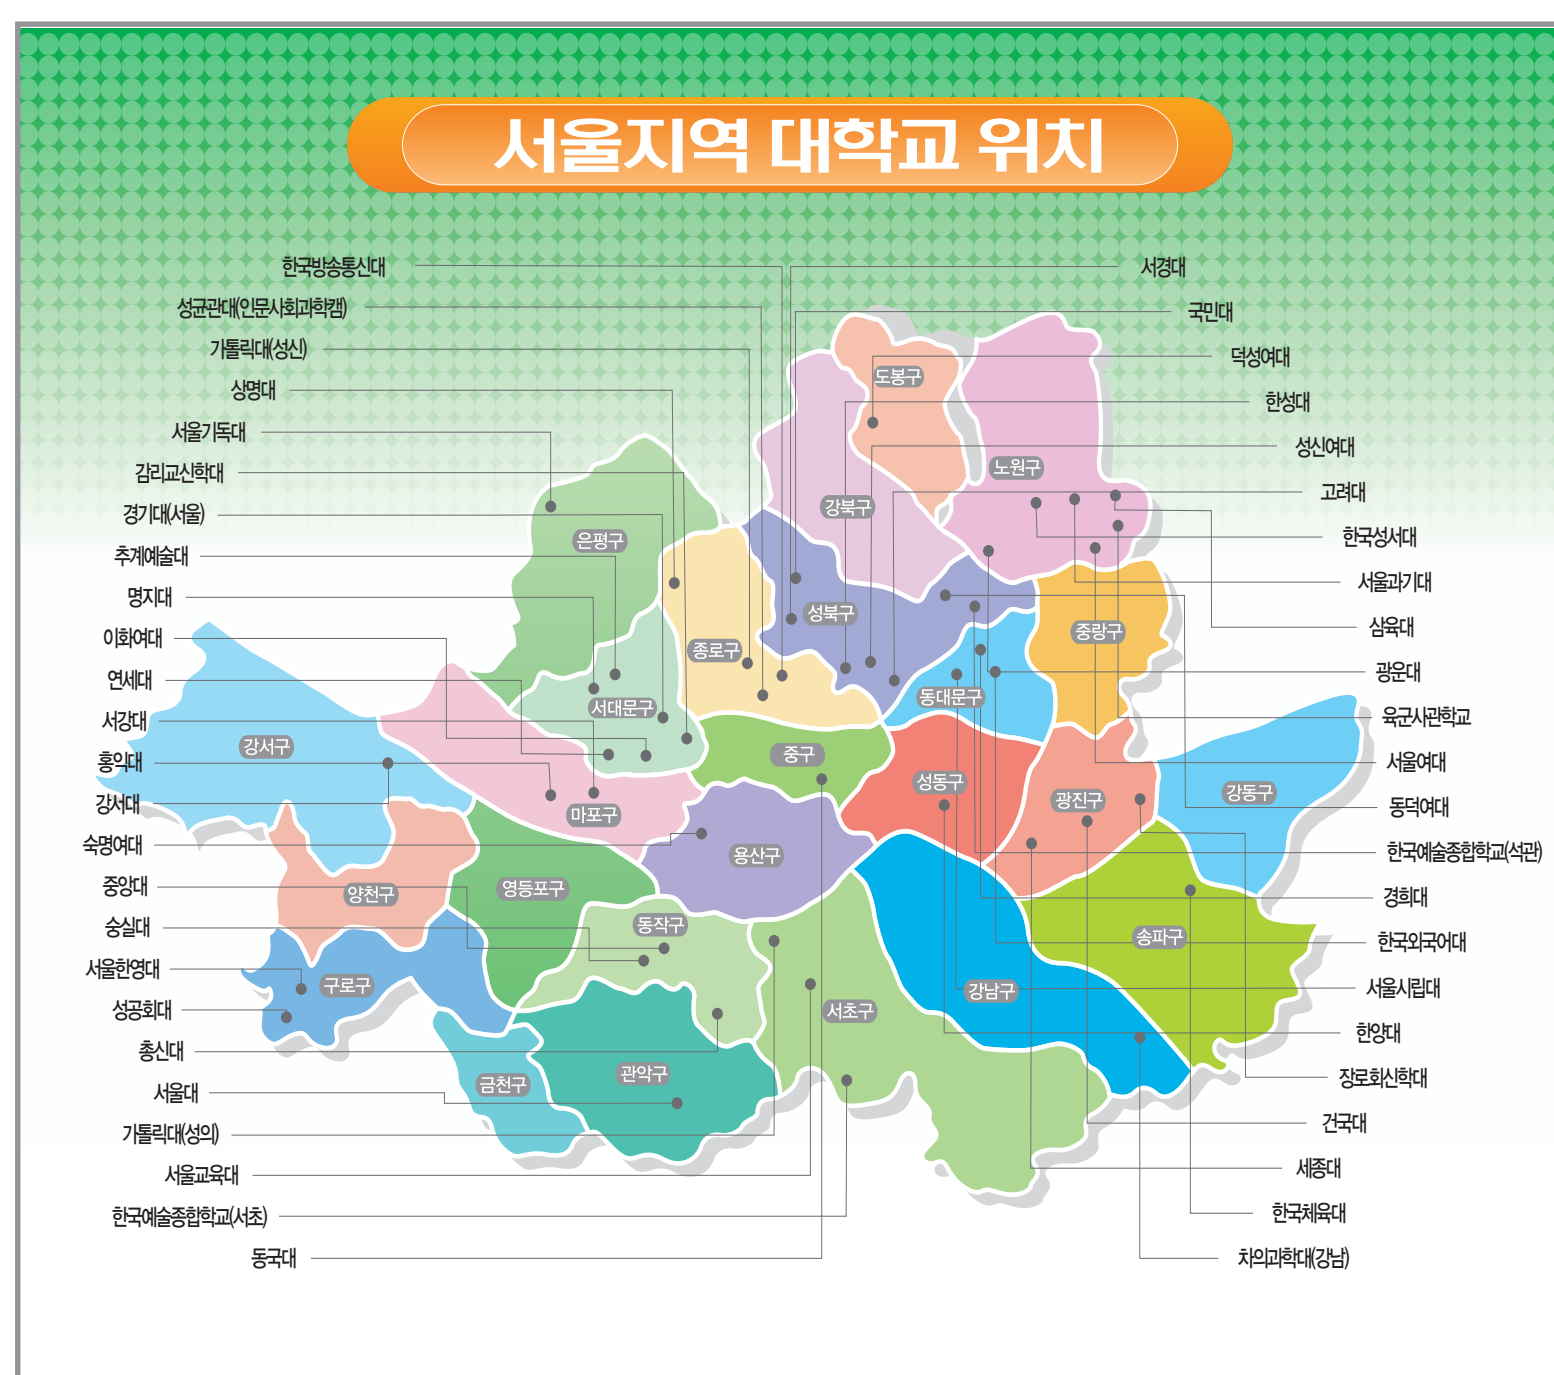 서울지역 대학교 위치
한국방송통신대
성균관대(인문사회과학캠)
가톨릭대(성신)
상명대
서울기독대
감리교신학대
경기대(서울)
추계예술대
명지대
이화여대
연세대
서강대
홍익대
강서대
숙명여대
중앙대
숭실대
서울한영대
성공회대
총신대
서울대
가톨릭대(성의)
서울교육대
한국예술종합학교(서초)
동국대
도봉구
노원구
강북구
은평구
성북구
중랑구
종로구
동대문구
서대문구
강서구
중구
성동구
광진구
강동구
마포구
용산구
양천구
영등포구
동작구
송파구
구로구
강남구
서초구
금천구
관악구
서경대
국민대
덕성여대
한성대
성신여대
고려대
한국성서대
서울과기대
삼육대
광운대
육군사관학교
서울여대
동덕여대
한국예술종합학교(석관)
경희대
한국외국어대
서울시립대
한양대
장로회신학대
건국대
세종대
한국체육대
차의과학대(강남)